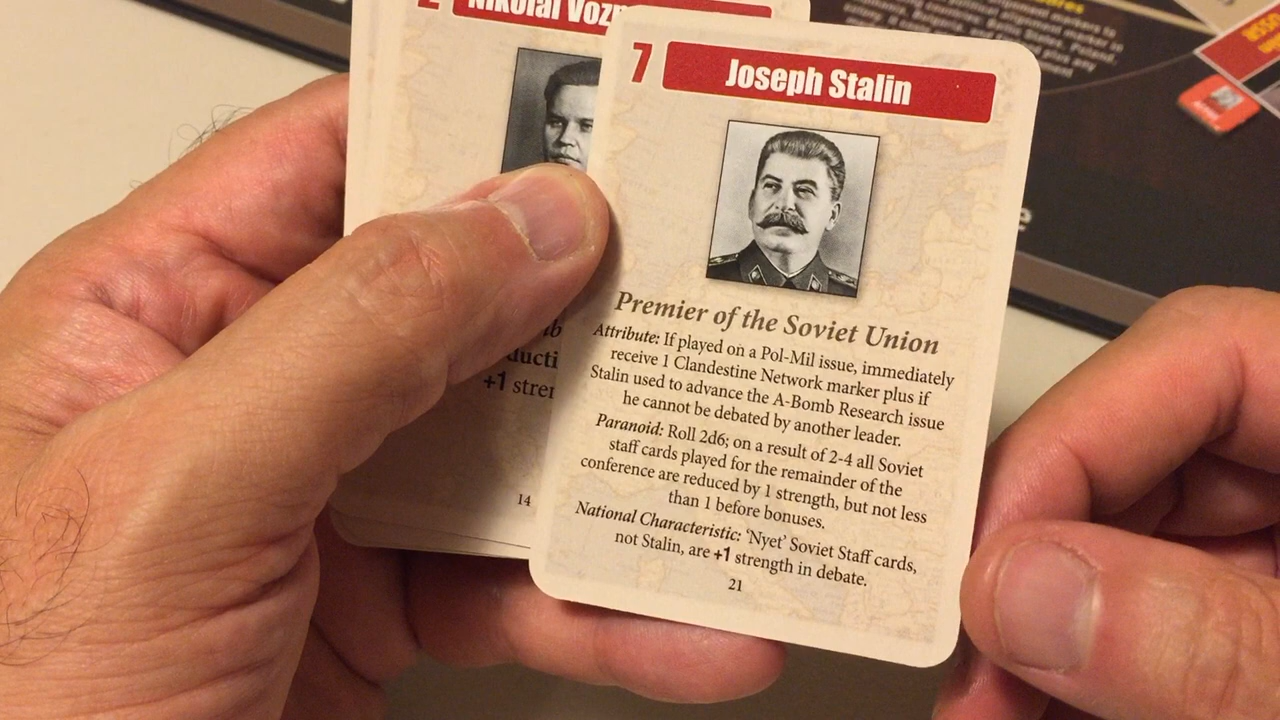 2 Nikolai Vozn
7 Joseph Stalin
Premier of the Soviet Union
Attribute: If played on a Pol-Mil issue, immediately
receive 1 Clandestine Network marker plus if
Stalin used to advance the A-Bomb Research issue
he cannot be debated by another leader.
Paranoid: Roll 2d6; on a result of 2-4 all Soviet
staff cards played for the remainder of the
conference are reduced by 1 strength, but not less
than 1 before bonuses.
National Characteristic: ‘Nyet’ Soviet Staff cards,
not Stalin, are +1 strength in debate.
21
ducti
+1 stren
14